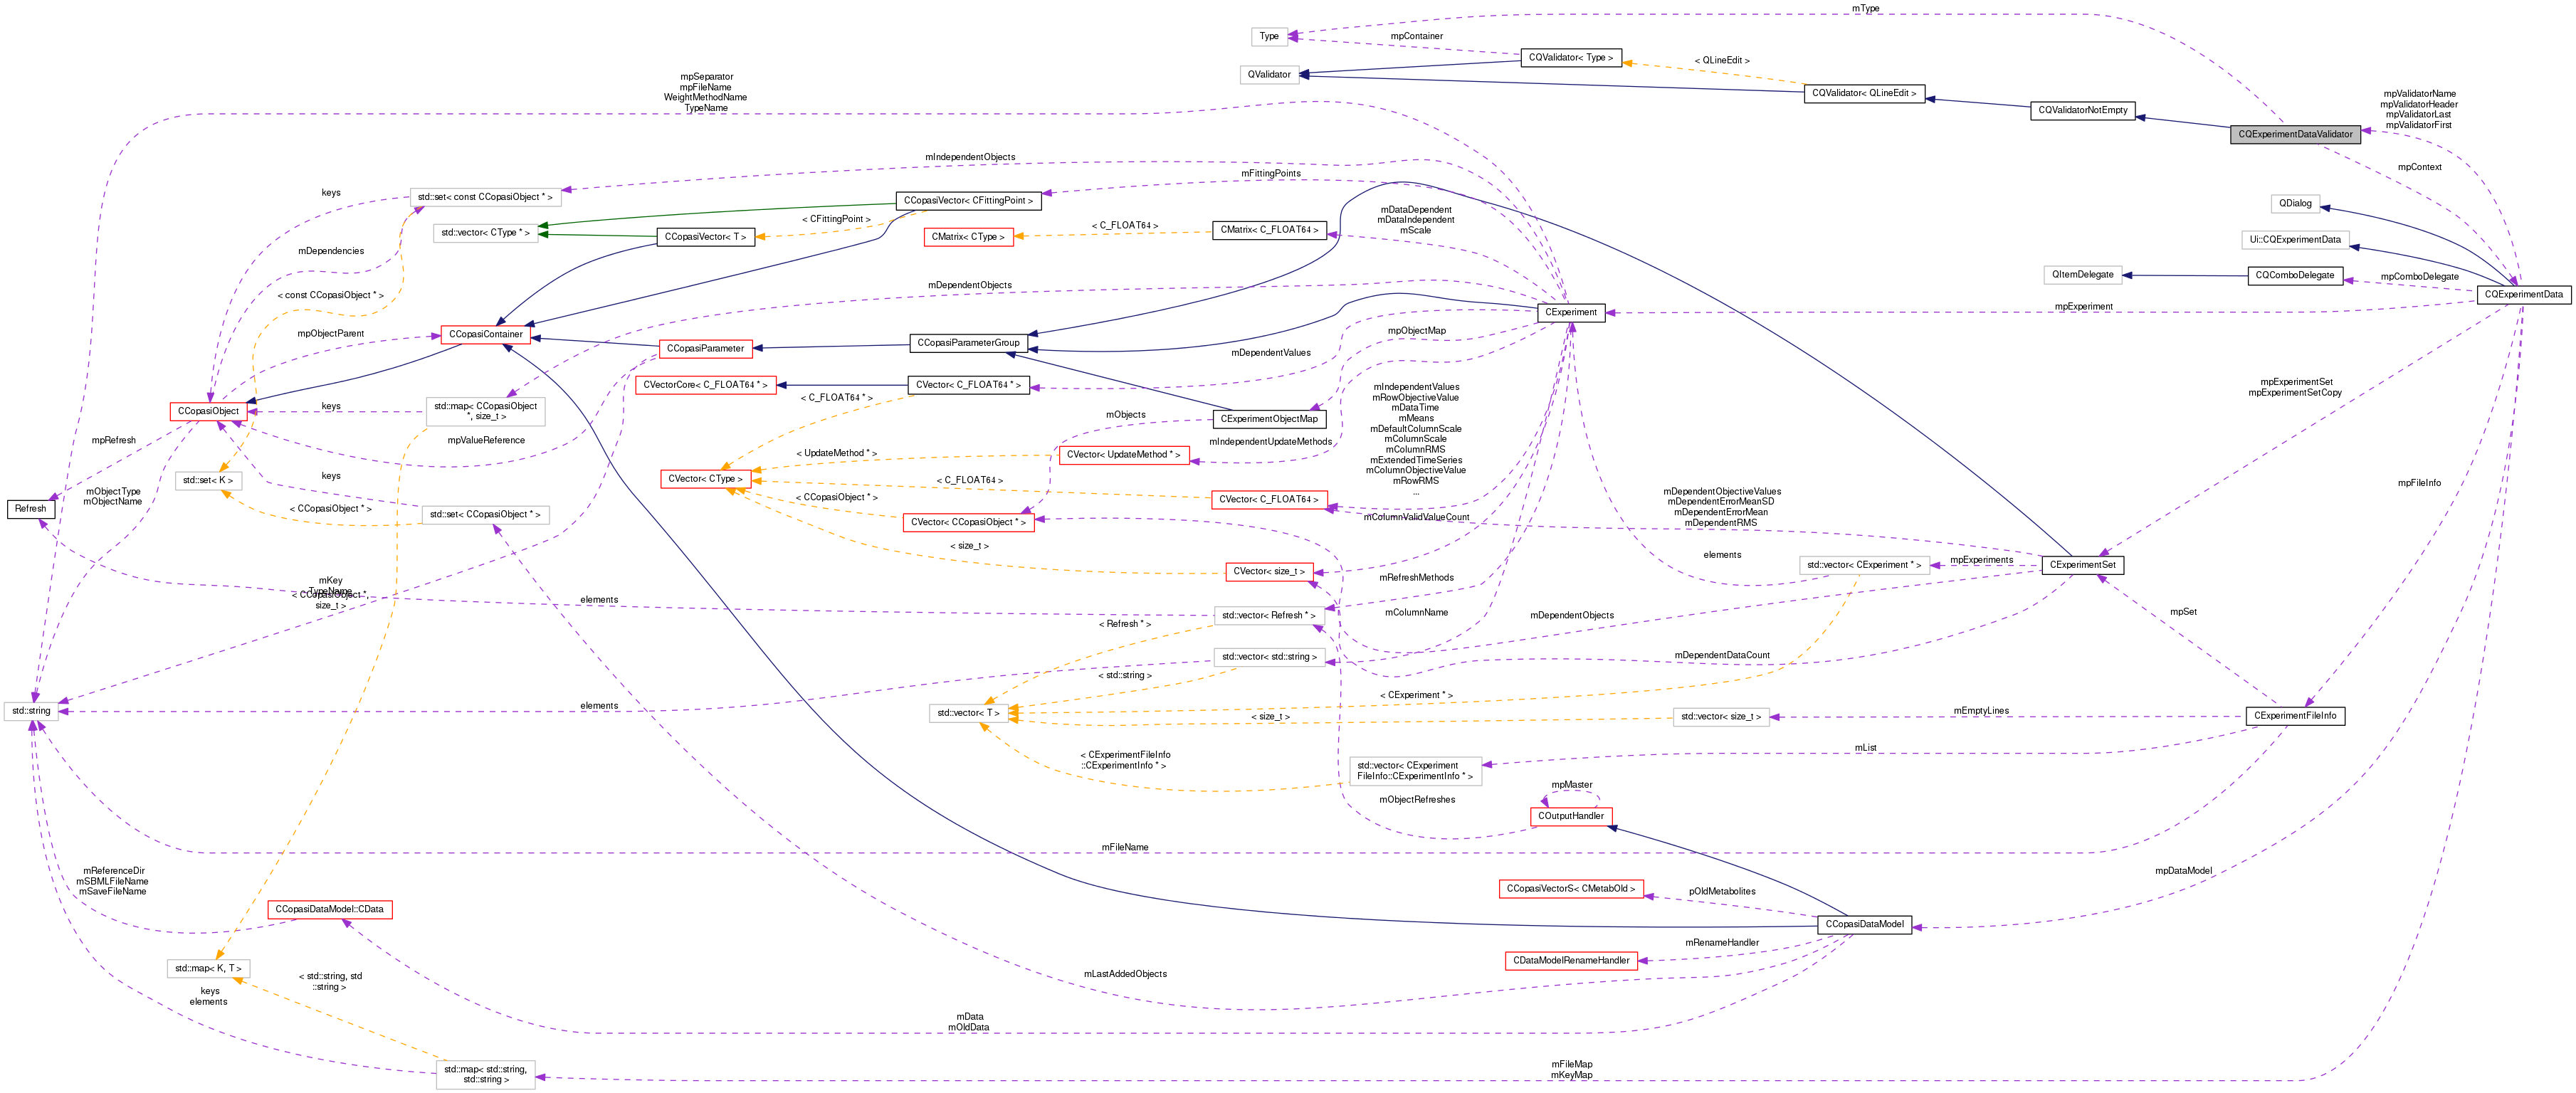 mType
Type
mpContainer
CQValidator< Type >
< QLineEdit >
QValidator
CQValidator< QLineEdit >
CQValidatorNotEmpty
CQExperimentDataValidator
mpValidatorName
mpValidatorHeader
mpValidatorLast
mpValidatorFirst
mpSeparator
mpFileName
WeightMethodName
TypeName
mpContext
mIndependentObjects
keys
std::set< const CCopasiObject * >
mFittingPoints
CCopasiVector< CFittingPoint >
QDialog
< CFittingPoint >
std::vector< CType * >
CCopasiVector< T >
CMatrix< CType >
< C_FLOAT64 >
CMatrix< C_FLOAT64 >
mDataDependent
mDataIndependent
mScale
Ui::CQExperimentData
mDependencies
QItemDelegate
CQComboDelegate
mpComboDelegate
CQExperimentData
< const CCopasiObject * >
mDependentObjects
mpExperiment
CExperiment
mpObjectParent
CCopasiContainer
CCopasiParameter
CCopasiParameterGroup
mpObjectMap
mDependentValues
CVectorCore< C_FLOAT64 * >
CVector< C_FLOAT64 * >
mpExperimentSet
mpExperimentSetCopy
CCopasiObject
keys
std::map< CCopasiObject
*, size_t >
< C_FLOAT64 * >
mObjects
CExperimentObjectMap
mIndependentValues
mRowObjectiveValue
mDataTime
mMeans
mDefaultColumnScale
mColumnScale
mColumnRMS
mExtendedTimeSeries
mColumnObjectiveValue
mRowRMS
...
mpRefresh
mpValueReference
mIndependentUpdateMethods
< UpdateMethod * >
CVector< UpdateMethod * >
std::set< K >
keys
CVector< CType >
< C_FLOAT64 >
CVector< C_FLOAT64 >
mpFileInfo
mObjectType
mObjectName
Refresh
< CCopasiObject * >
std::set< CCopasiObject * >
< CCopasiObject * >
CVector< CCopasiObject * >
mColumnValidValueCount
mDependentObjectiveValues
mDependentErrorMeanSD
mDependentErrorMean
mDependentRMS
< size_t >
CVector< size_t >
elements
std::vector< CExperiment * >
mpExperiments
CExperimentSet
mRefreshMethods
mKey
TypeName
< CCopasiObject *,
size_t >
elements
std::vector< Refresh * >
mColumnName
mDependentObjects
mpSet
< Refresh * >
std::vector< std::string >
mDependentDataCount
< std::string >
< CExperiment * >
std::string
elements
std::vector< T >
< size_t >
std::vector< size_t >
mEmptyLines
CExperimentFileInfo
mList
< CExperimentFileInfo
::CExperimentInfo * >
std::vector< CExperiment
FileInfo::CExperimentInfo * >
mpMaster
mObjectRefreshes
COutputHandler
mFileName
mReferenceDir
mSBMLFileName
mSaveFileName
mpDataModel
CCopasiVectorS< CMetabOld >
pOldMetabolites
CCopasiDataModel::CData
CCopasiDataModel
mRenameHandler
CDataModelRenameHandler
std::map< K, T >
< std::string, std
::string >
mLastAddedObjects
keys
elements
mData
mOldData
std::map< std::string,
std::string >
mFileMap
mKeyMap